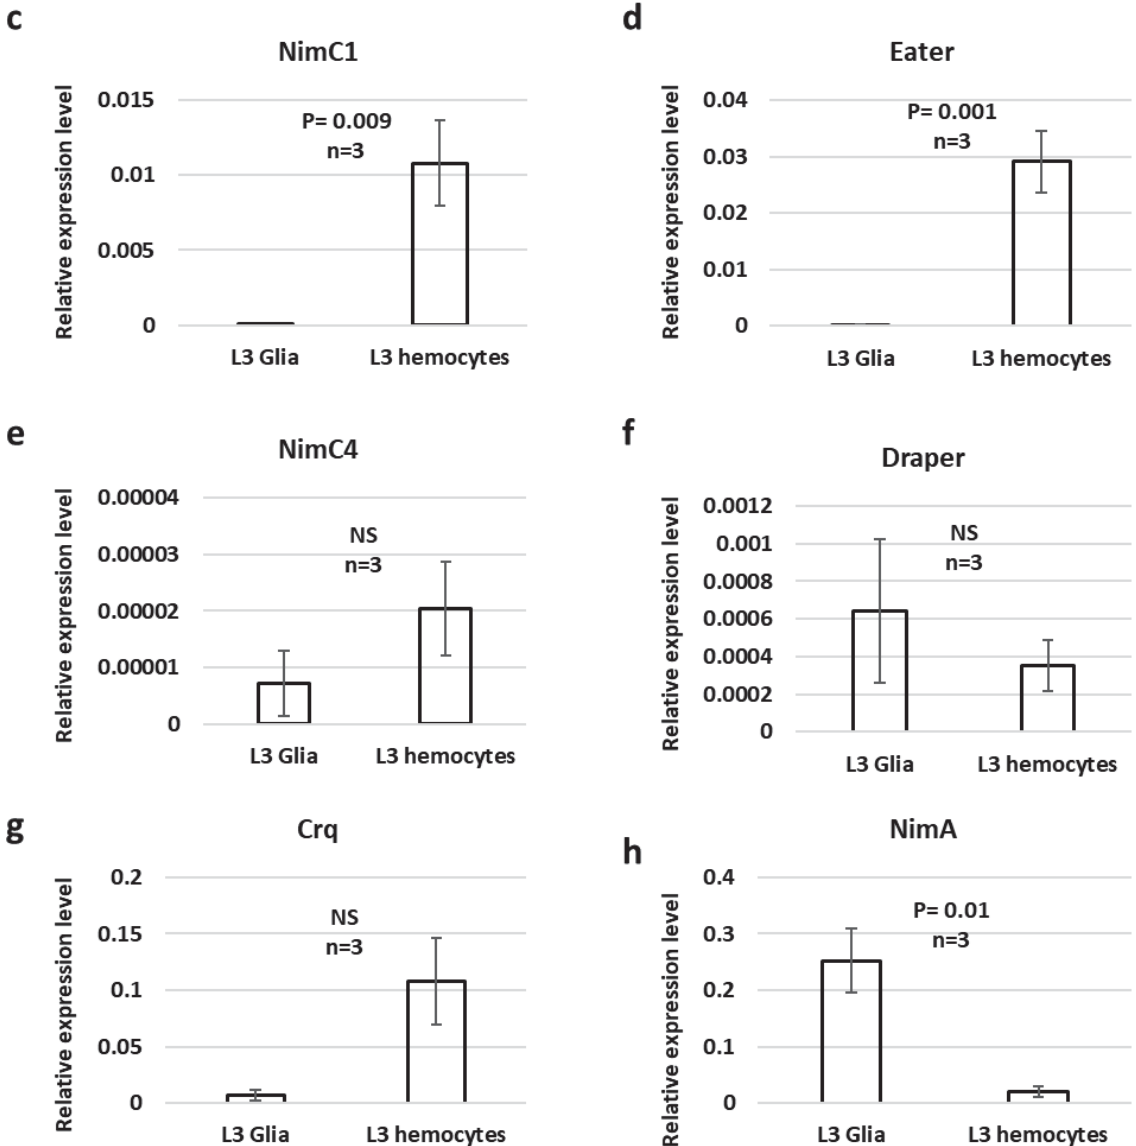 c
NimC1
Relative expression level
0.015
0.01
0.005
0
P= 0.009
n=3
L3 Glia
L3 hemocytes
d
Eater
Relative expression level
0.04
0.03
0.02
0.01
0
P= 0.001
n=3
L3 Glia
L3 hemocytes
e
NimC4
Relative expression level
0.00004
0.00003
0.00002
0.00001
0
NS
n=3
L3 Glia
L3 hemocytes
f
Draper
Relative expression level
0.0012
0.001
0.0008
0.0006
0.0004
0.0002
0
NS
n=3
L3 Glia
L3 hemocytes
g
Crq
Relative expression level
0.2
0.15
0.1
0.05
0
NS
n=3
L3 Glia
L3 hemocytes
h
NimA
Relative expression level
0.4
0.3
0.2
0.1
0
P= 0.01
n=3
L3 Glia
L3 hemocytes